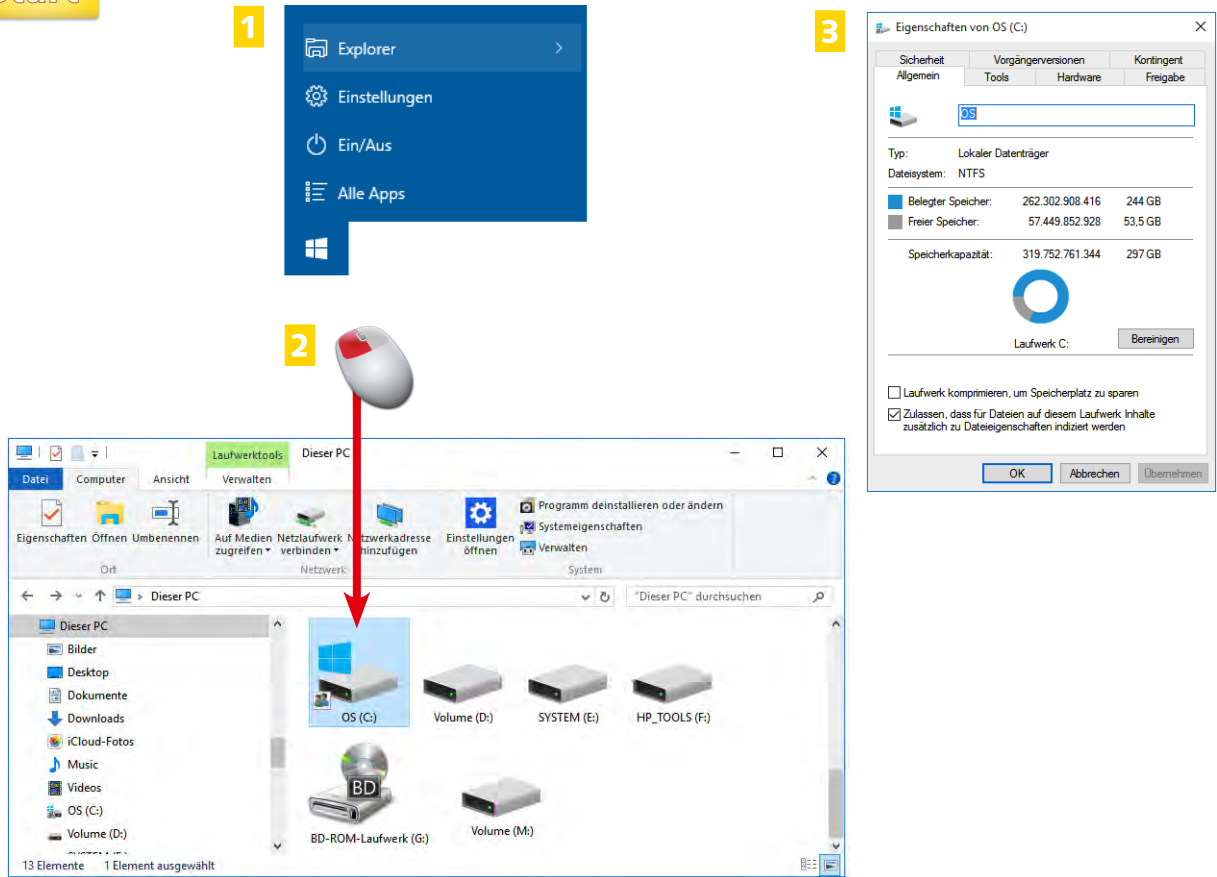 Start
1
Explorer
Einstellungen
Ein/Aus
Alle Apps
2
Laufwerktools Dieser PC
Datei Computer Ansicht Verwalten
Eigenschaften Öffnen Umbenennen
Auf Medien zugreifen
Netzlaufwerk verbinden
Netzwerkadresse hinzufügen
Einstellungen öffnen
Programm deinstallieren oder ändern
Systemeigenschaften
Verwalten
Ort Netzwerk System
Dieser PC "Dieser PC" durchsuchen
Dieser PC
Bilder
Desktop
Dokumente
Downloads
iCloud-Fotos
Music
Videos
OS (C:)
Volume (D:)
OS (C:) Volume (D:) SYSTEM (E:) HP_TOOLS (F:)
BD
BD-ROM-Laufwerk (G:) Volume (M:)
13 Elemente 1 Element ausgewählt
3
Eigenschaften von OS (C:)
Sicherheit Vorgängerversionen Kontingent
Allgemein Tools Hardware Freigabe
OS
Typ: Lokaler Datenträger
Dateisystem: NTFS
Belegter Speicher: 262.302.908.416 244 GB
Freier Speicher: 57.449.852.928 53,5 GB
Speicherkapazität: 319.752.761.344 297 GB
Laufwerk C: Bereinigen
Laufwerk komprimieren, um Speicherplatz zu sparen
Zulassen, dass für Dateien auf diesem Laufwerk Inhalte
zusätzlich zu Dateieigenschaften indiziert werden
OK Abbrechen Übernehmen